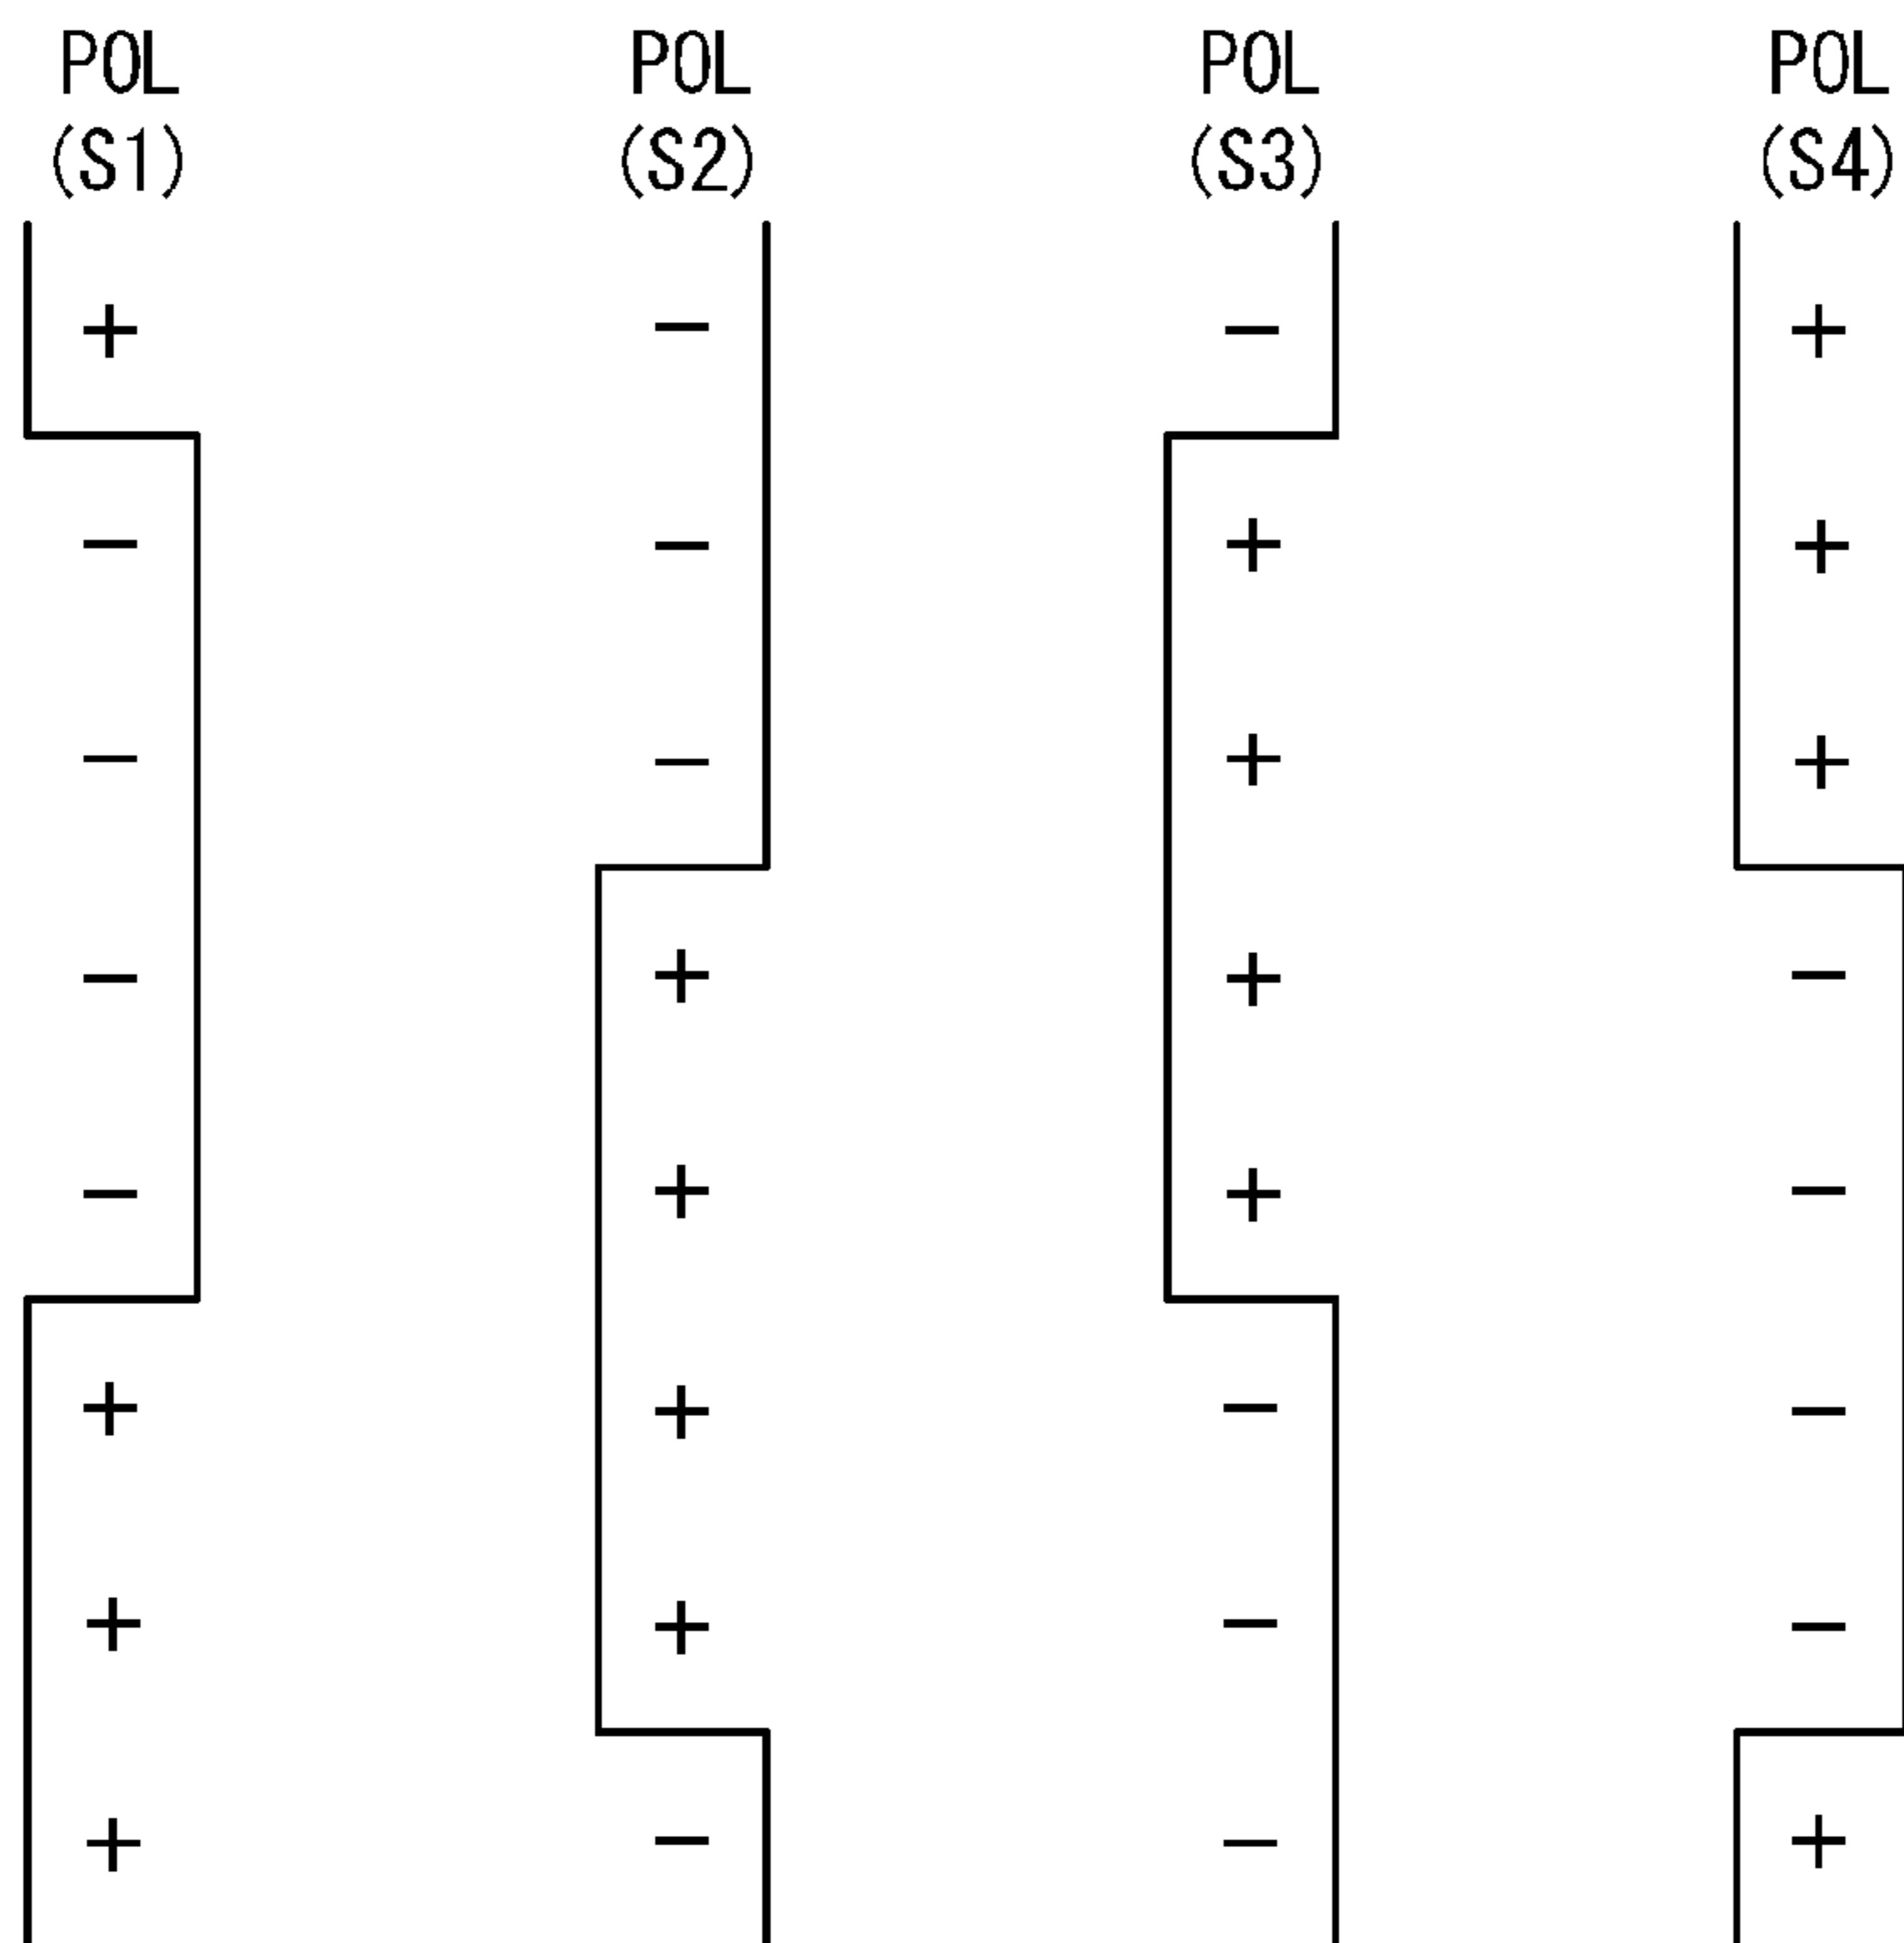 POL POL POL POL
(S1) (S2) (S3) (S4)
+ − − +
− − + +
− − + +
− + + −
− + + −
+ + − −
+ + − −
+ − − +